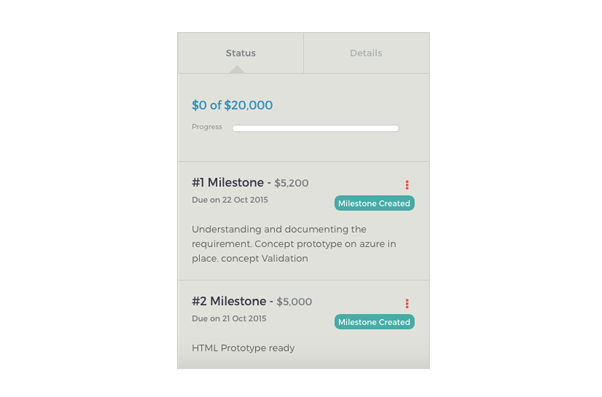 Status
Details
$0 of $20,000
Progress
#1 Milestone - $5,200
Due on 22 Oct 2015
Milestone Created
Understanding and documenting the
requirement. Concept prototype on azure in
place. concept Validation
#2 Milestone - $5,000
Due on 21 Oct 2015
Milestone Created
HTML Prototype ready